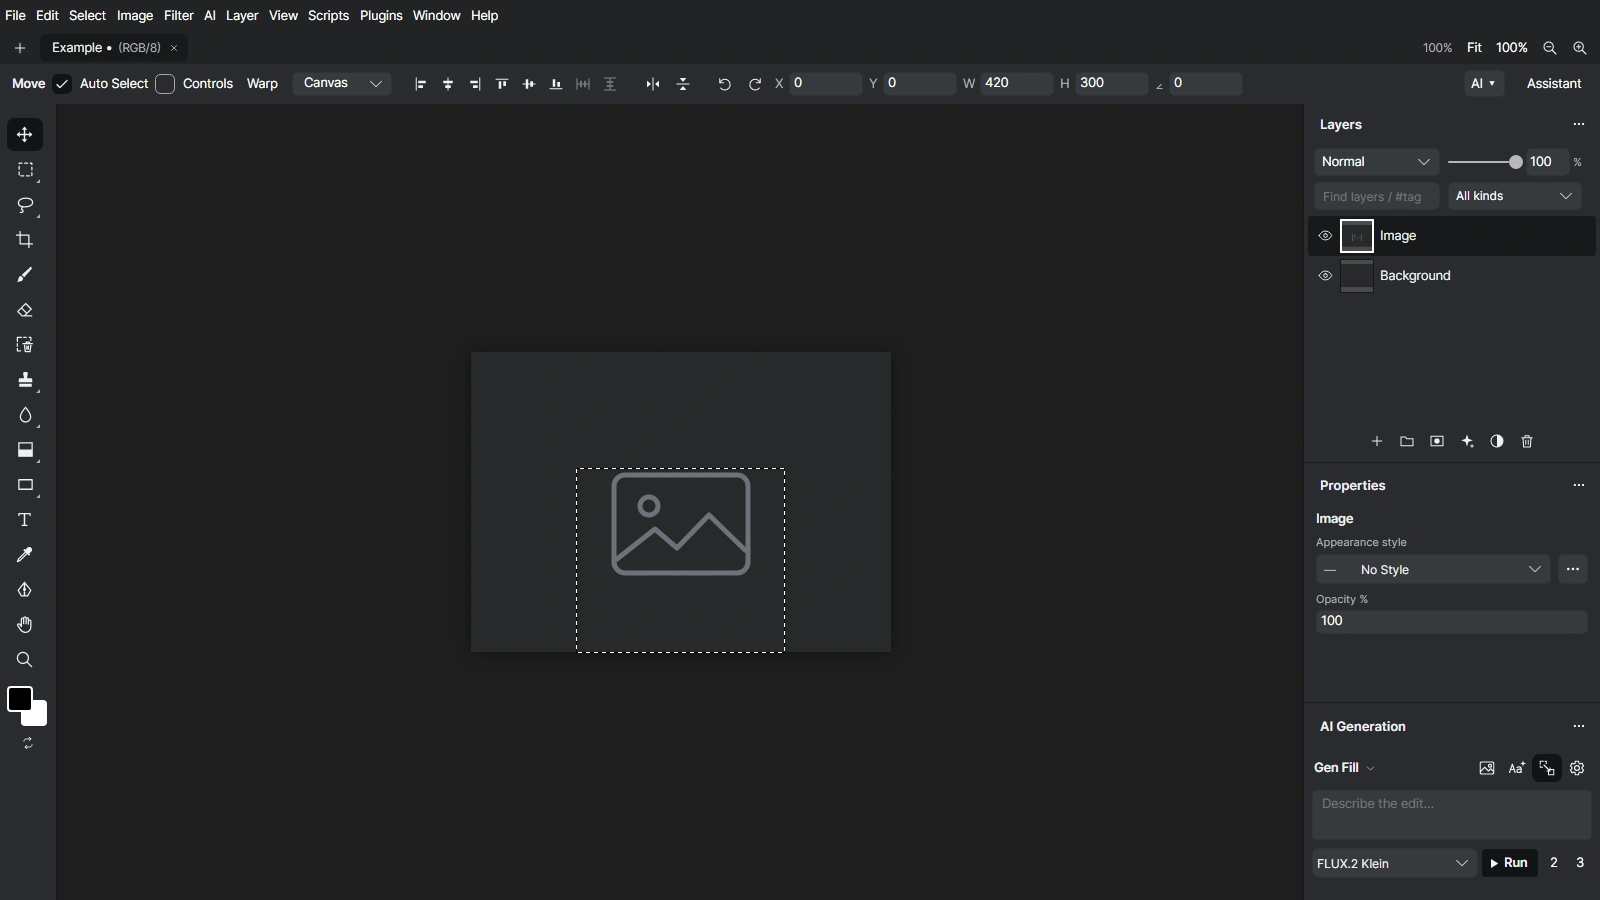 File Edit Select Image Filter AI Layer View Scripts Plugins Window Help
Example • (RGB/8) × 100% Fit 100%
Move Auto Select Controls Warp Canvas X 0 Y 0 W 420 H 300 ∠ 0 AI ▾ Assistant
Layers
Normal 100 %
Find layers / #tag All kinds
Image
Background
Properties
Image
Appearance style
— No Style
Opacity %
100
AI Generation
Gen Fill Aa+
Describe the edit...
FLUX.2 Klein Run 2 3